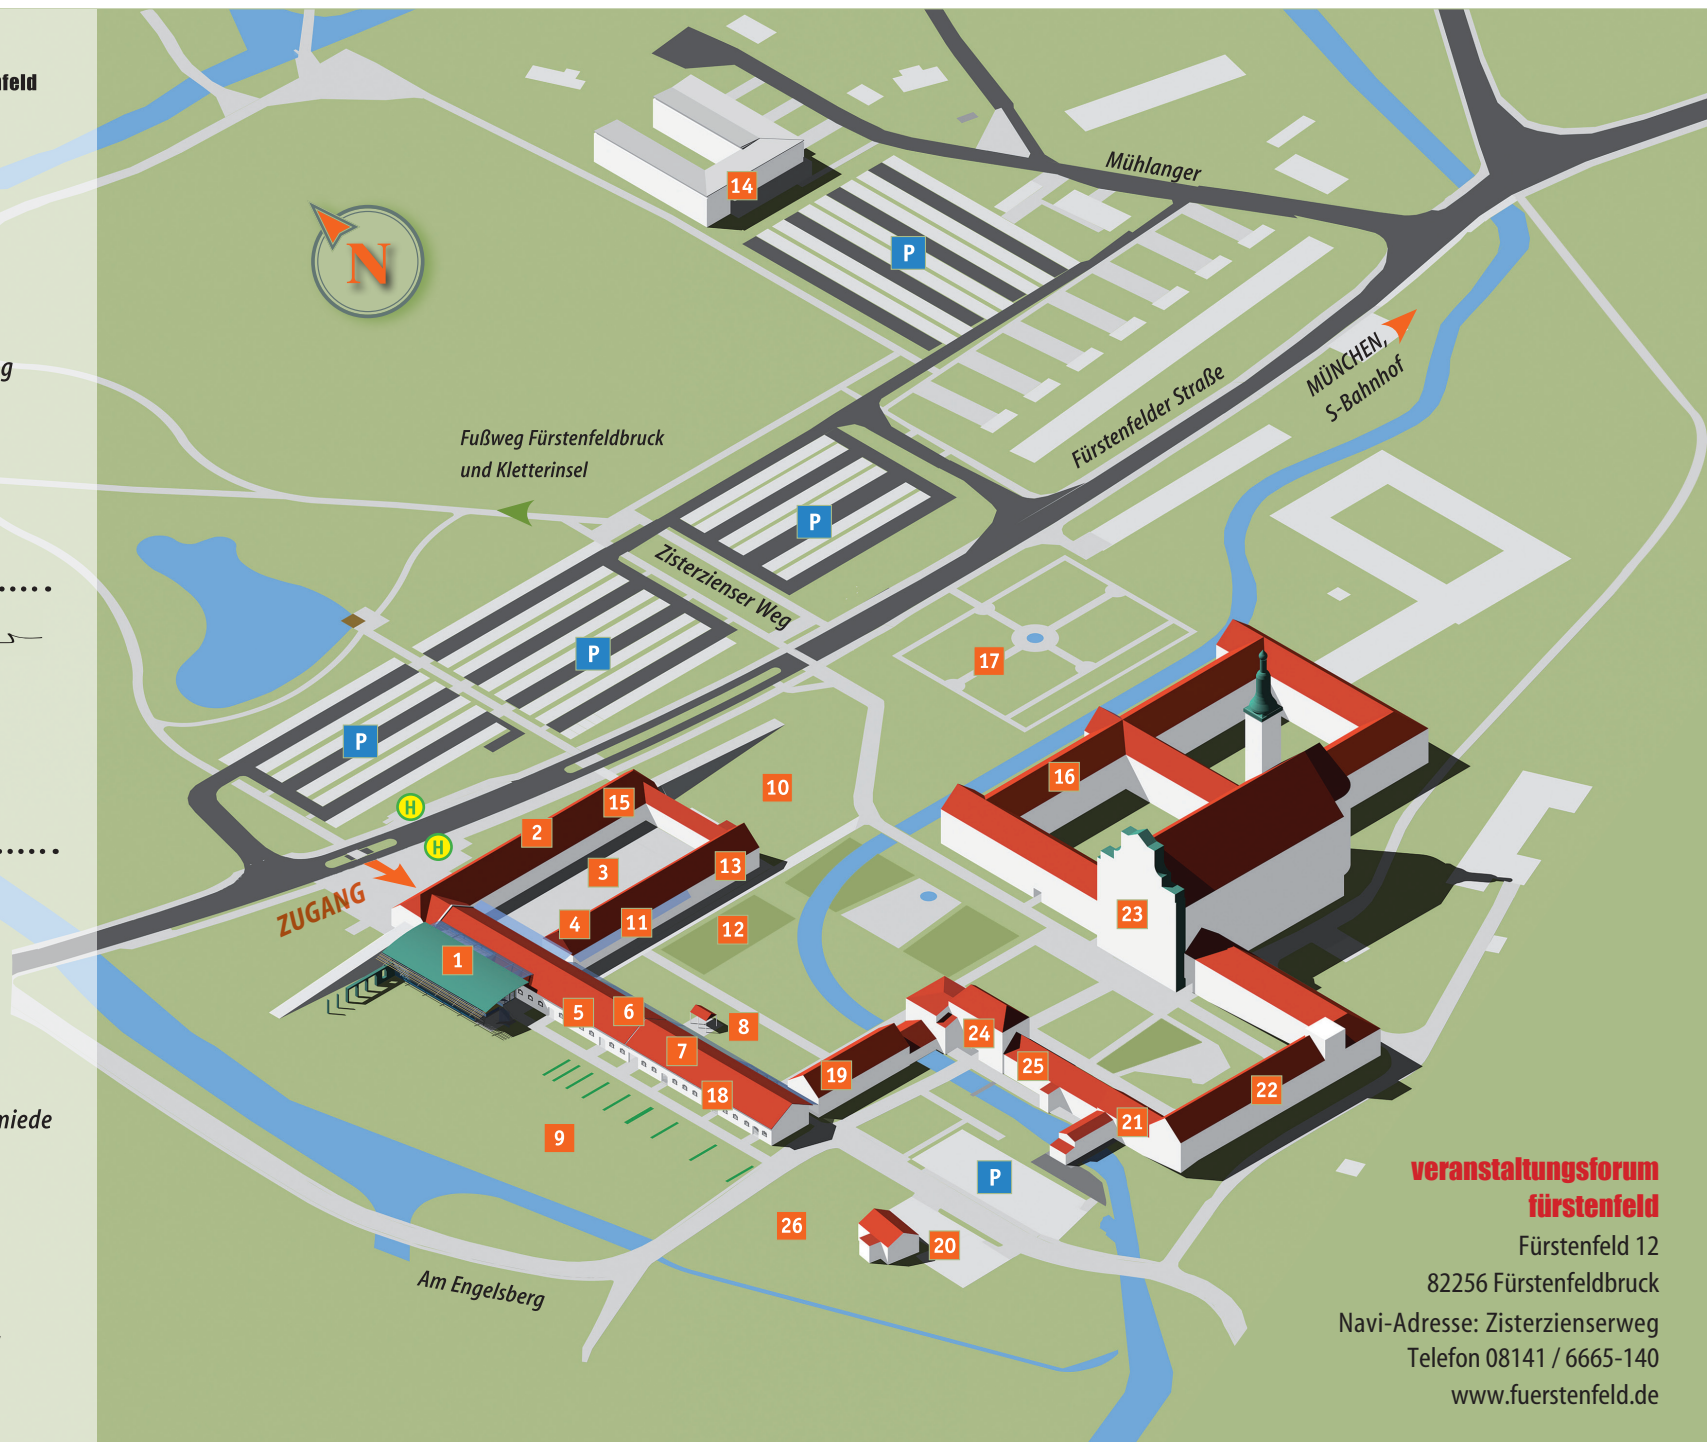 N
14
P
Mühlanger
MÜNCHEN,
S-Bahnhof
Fürstenfelder Straße
Fußweg Fürstenfeldbruck
und Kletterinsel
P
Zisterzienser Weg
P
17
P
10
16
H
H
15
2
3
13
ZUGANG
4
11
12
23
1
5
6
8
7
24
25
19
18
22
21
9
P
26
20
Am Engelsberg
veranstaltungsforum
fürstenfeld
Fürstenfeld 12
82256 Fürstenfeldbruck
Navi-Adresse: Zisterzienserweg
Telefon 08141 / 6665-140
www.fuerstenfeld.de